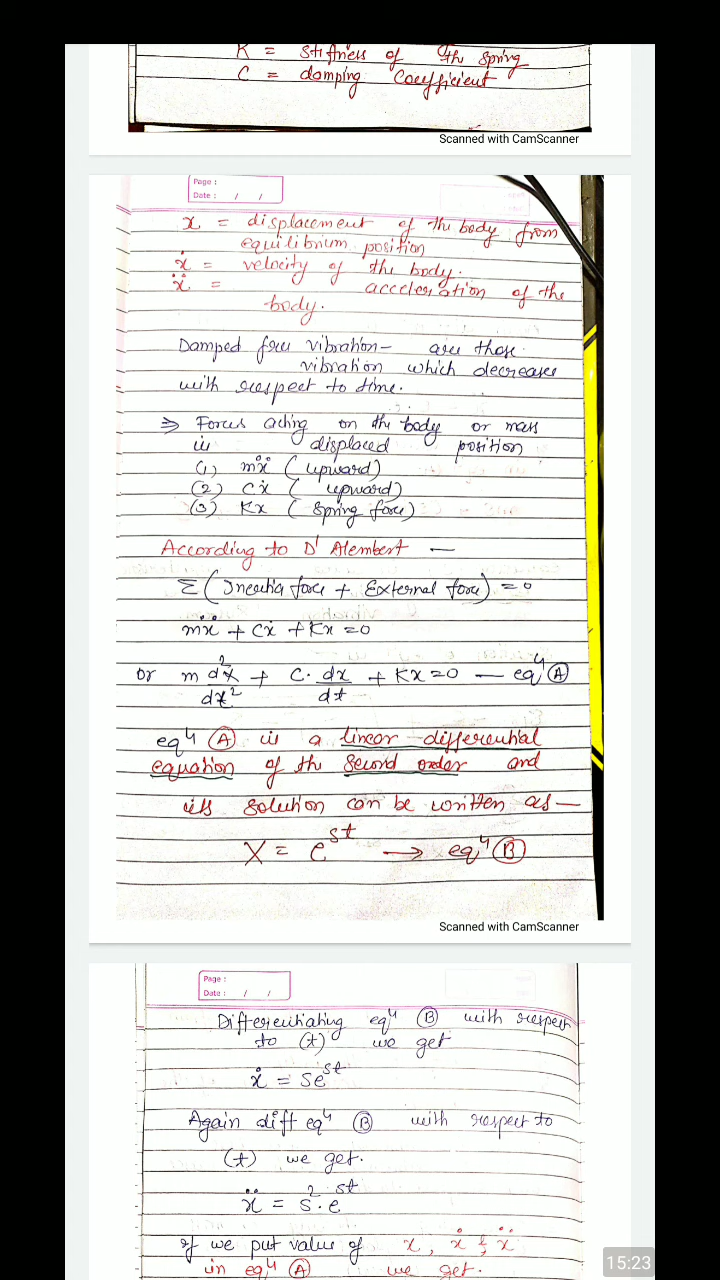 K = Stifness of the Spring
C = damping Coefficient
Scanned with CamScanner
Page :
Date : / /
x = displacement of the body from
equilibrium position
ẋ = velocity of the body.
ẍ = acceleration of the
body.
Damped free vibration - are those
vibration which decreases
with respect to time.
⇒ Forces acting on the body or mass
is displaced position
(1) mẍ (upward)
(2) Cẋ (upward)
(3) Kx (Spring force)
According to D' Alembert —
Σ (Inertia force + External force) = 0
mẍ + Cẋ + Kx = 0
or m d²x/dt² + C. dx/dt + Kx = 0 — eqⁿ Ⓐ
eqⁿ Ⓐ is a linear differential
equation of the second order and
its solution can be written as —
X = e^st → eqⁿ Ⓑ
Scanned with CamScanner
Page :
Date : / /
Differentiating eqⁿ Ⓑ with respect
to (t) we get
ẋ = se^st
Again diff eqⁿ Ⓑ with respect to
(t) we get.
ẍ = s².e^st
if we put value of x, ẋ & ẍ
in eqⁿ Ⓐ we get.
15:23